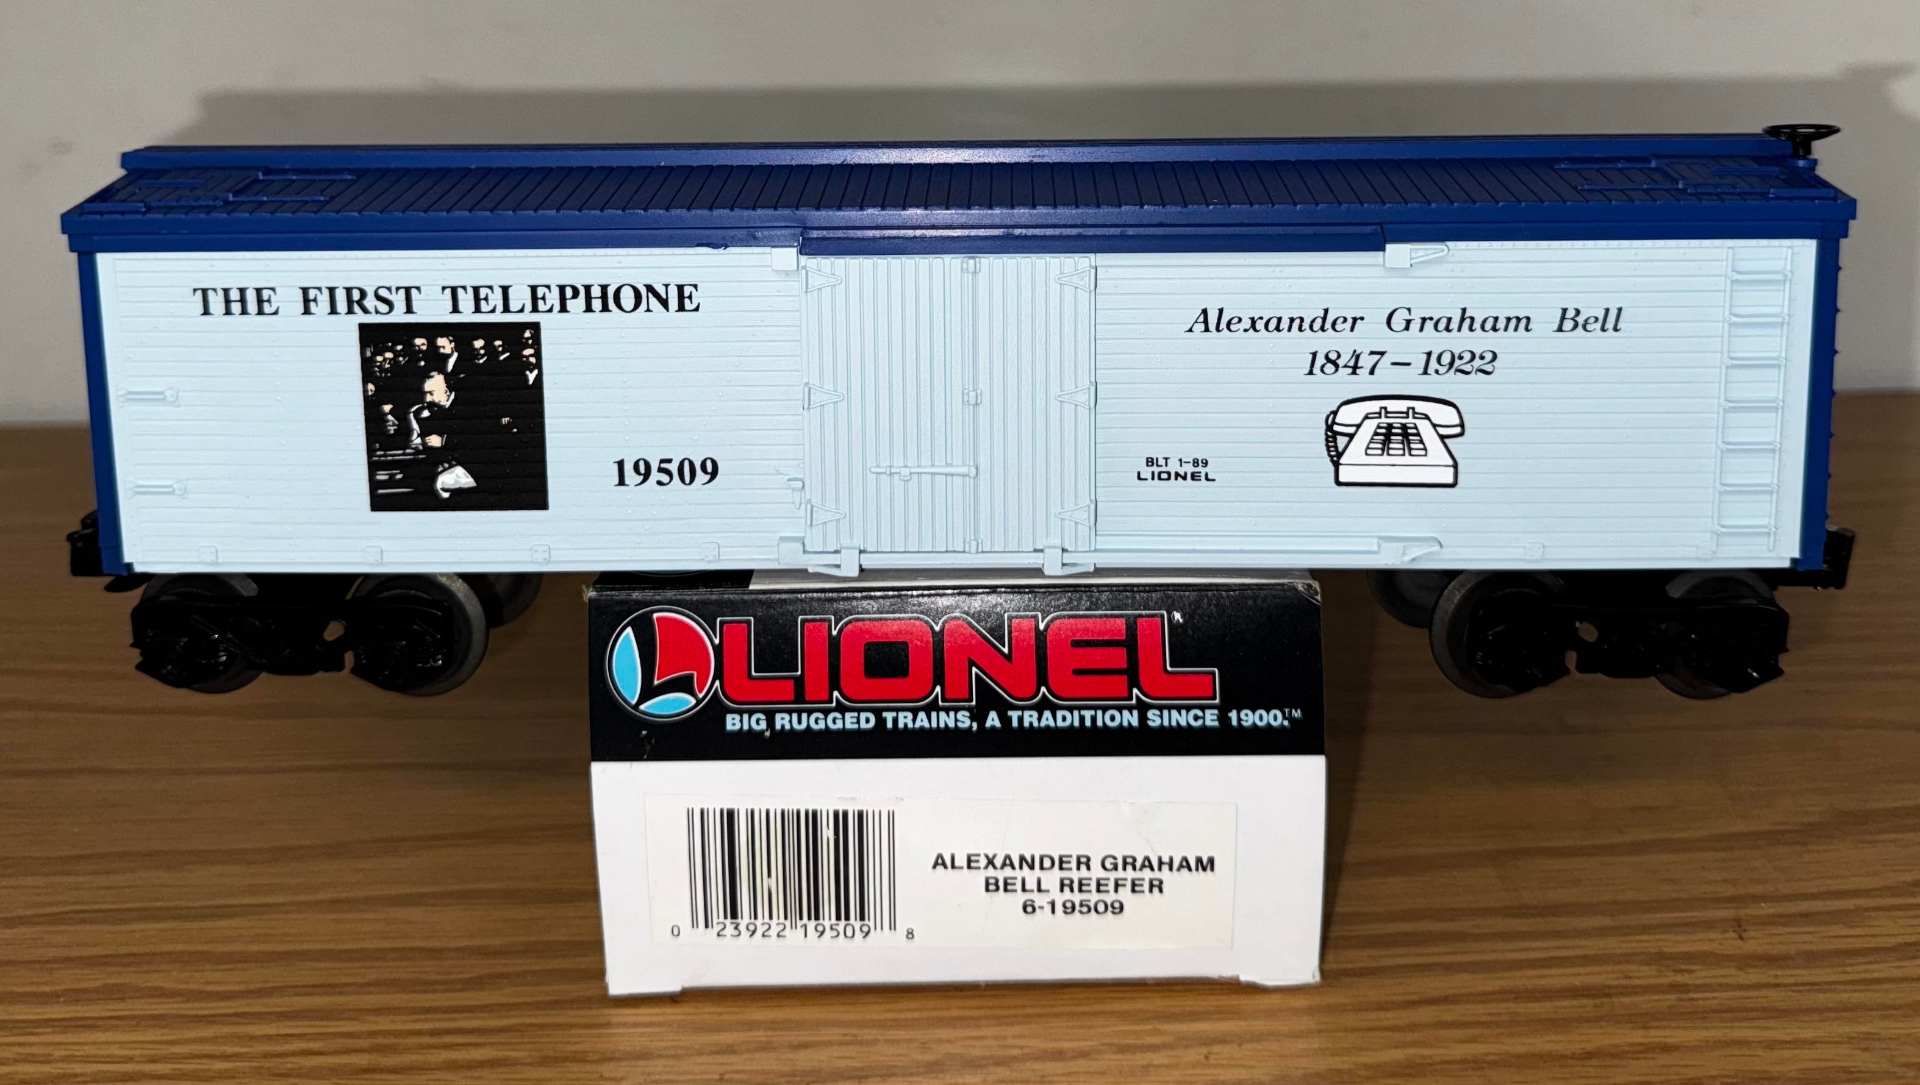 THE FIRST TELEPHONE
19509
Alexander Graham Bell
1847-1922
BLT 1-89
LIONEL
LIONEL®
BIG RUGGED TRAINS, A TRADITION SINCE 1900.™
ALEXANDER GRAHAM
BELL REEFER
6-19509
0 23922 19509 8